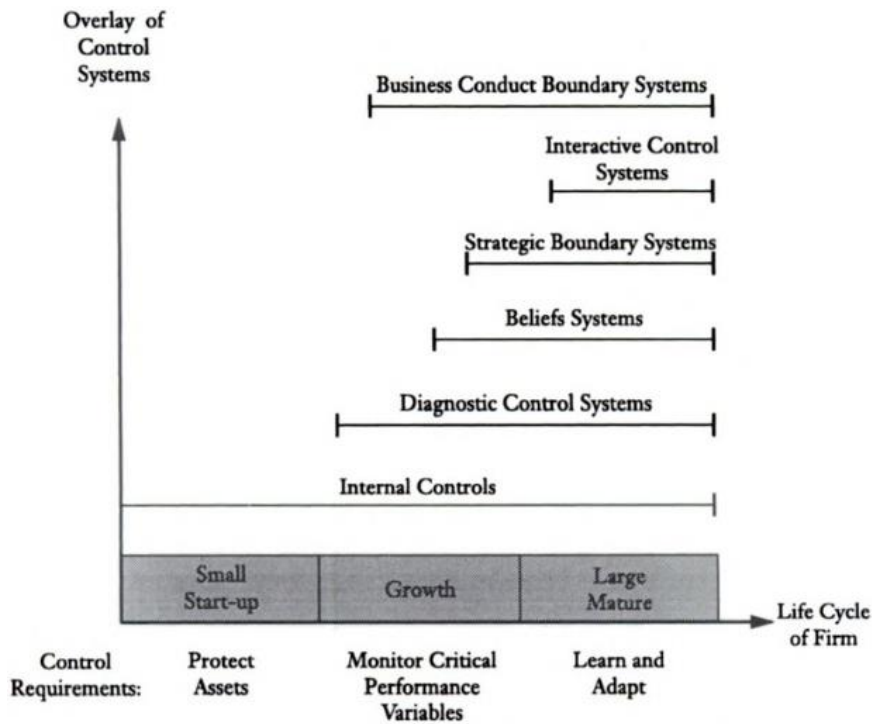 Overlay of
Control
Systems
Business Conduct Boundary Systems
Interactive Control
Systems
Strategic Boundary Systems
Beliefs Systems
Diagnostic Control Systems
Internal Controls
Small
Start-up
Growth
Large
Mature
Life Cycle
of Firm
Control
Requirements:
Protect
Assets
Monitor Critical
Performance
Variables
Learn and
Adapt